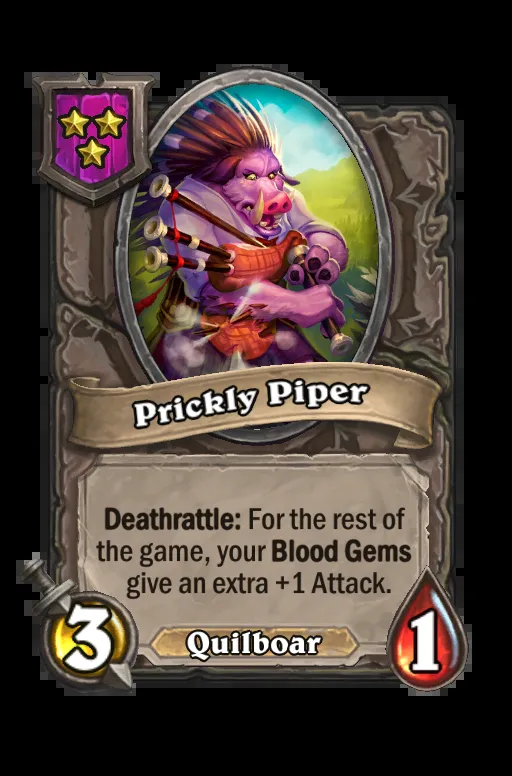 Prickly Piper
Deathrattle: For the rest of
the game, your Blood Gems
give an extra +1 Attack.
3
Quilboar
1